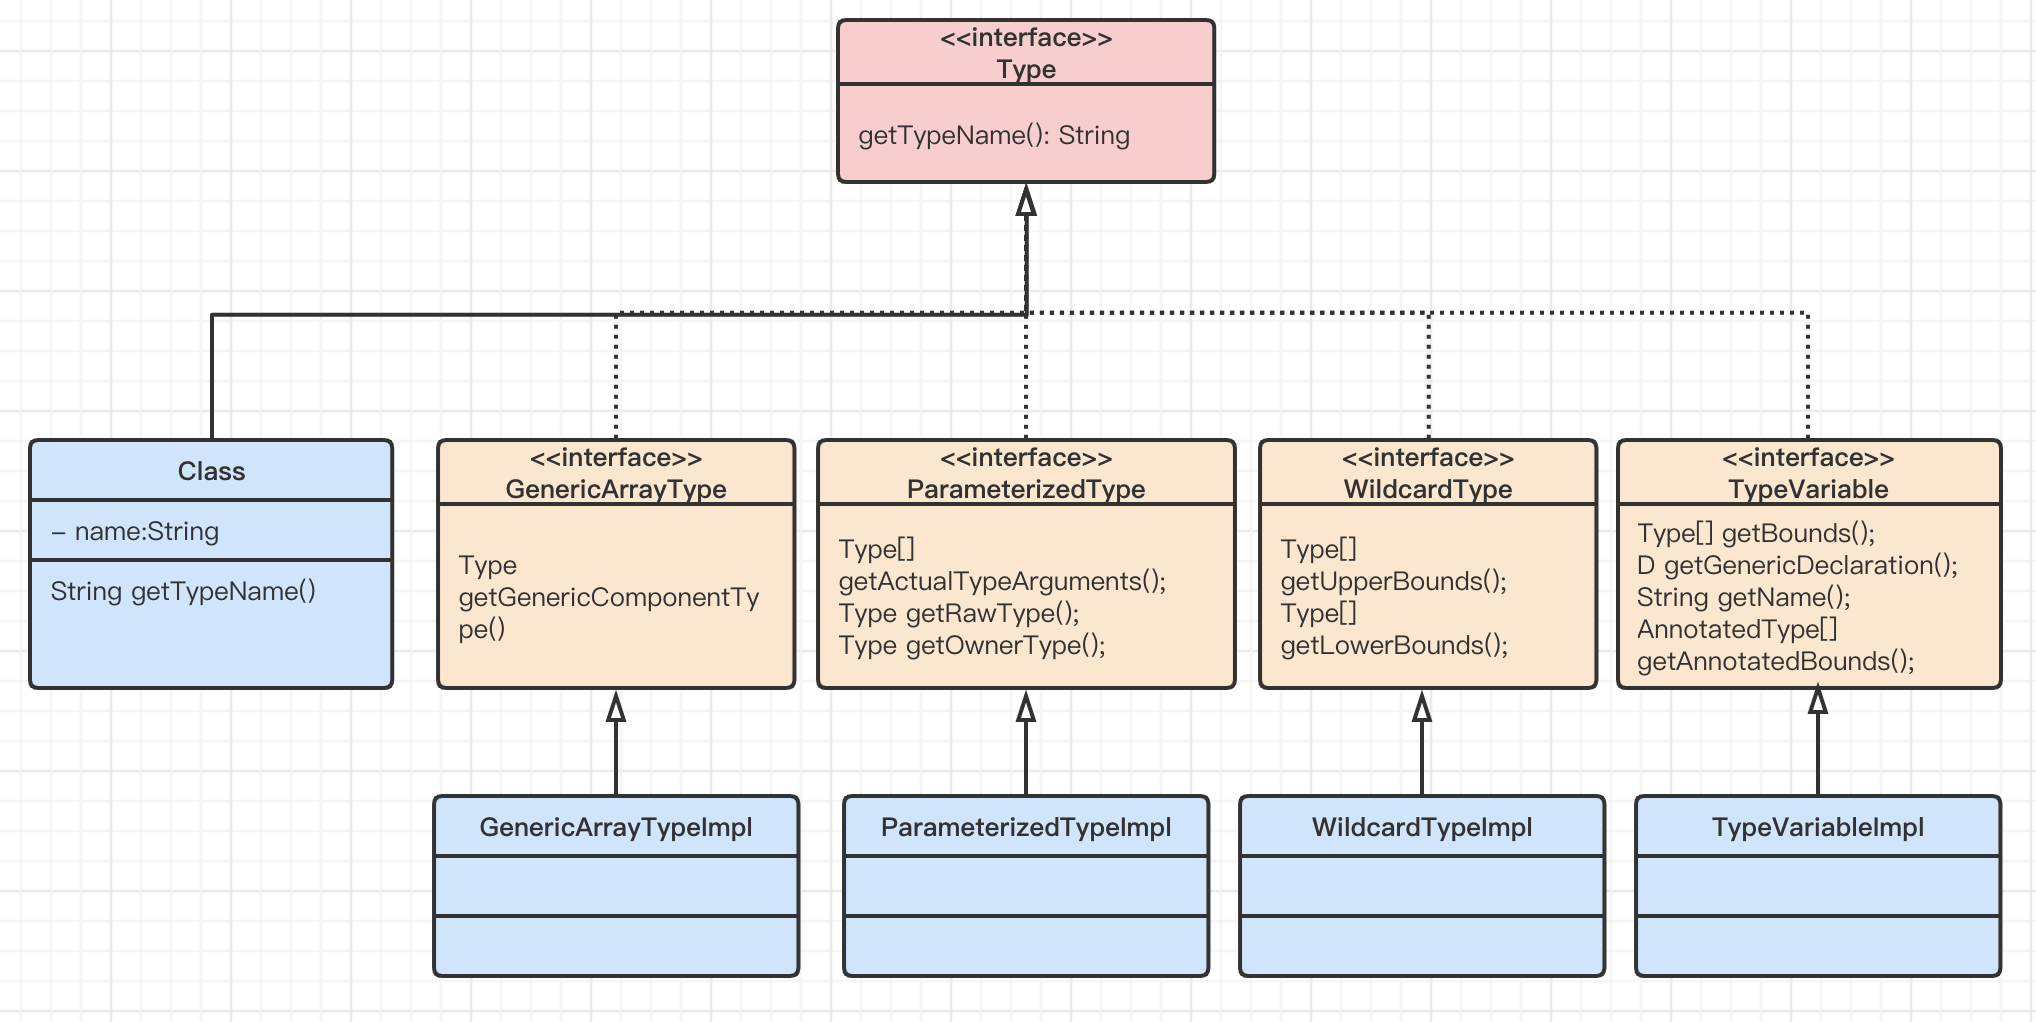 <<interface>>
Type
getTypeName(): String
Class
– name:String
String getTypeName()
<<interface>>
GenericArrayType
Type
getGenericComponentTy
pe()
<<interface>>
ParameterizedType
Type[]
getActualTypeArguments();
Type getRawType();
Type getOwnerType();
<<interface>>
WildcardType
Type[]
getUpperBounds();
Type[]
getLowerBounds();
<<interface>>
TypeVariable
Type[] getBounds();
D getGenericDeclaration();
String getName();
AnnotatedType[]
getAnnotatedBounds();
GenericArrayTypeImpl
ParameterizedTypeImpl
WildcardTypeImpl
TypeVariableImpl